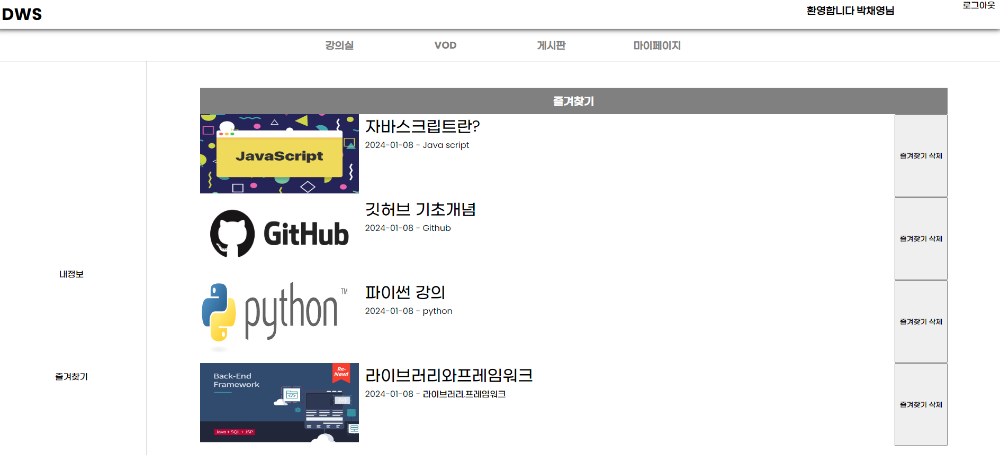 DWS
환영합니다 박채영님
로그아웃
강의실
VOD
게시판
마이페이지
내정보
즐겨찾기
즐겨찾기
JavaScript
자바스크립트란?
2024-01-08 - Java script
즐겨찾기 삭제
GitHub
깃허브 기초개념
2024-01-08 - Github
즐겨찾기 삭제
python
TM
파이썬 강의
2024-01-08 - python
즐겨찾기 삭제
Back-End
Framework
Re-
New!
Java + SQL + JSP
라이브러리와프레임워크
2024-01-08 - 라이브러리,프레임워크
즐겨찾기 삭제